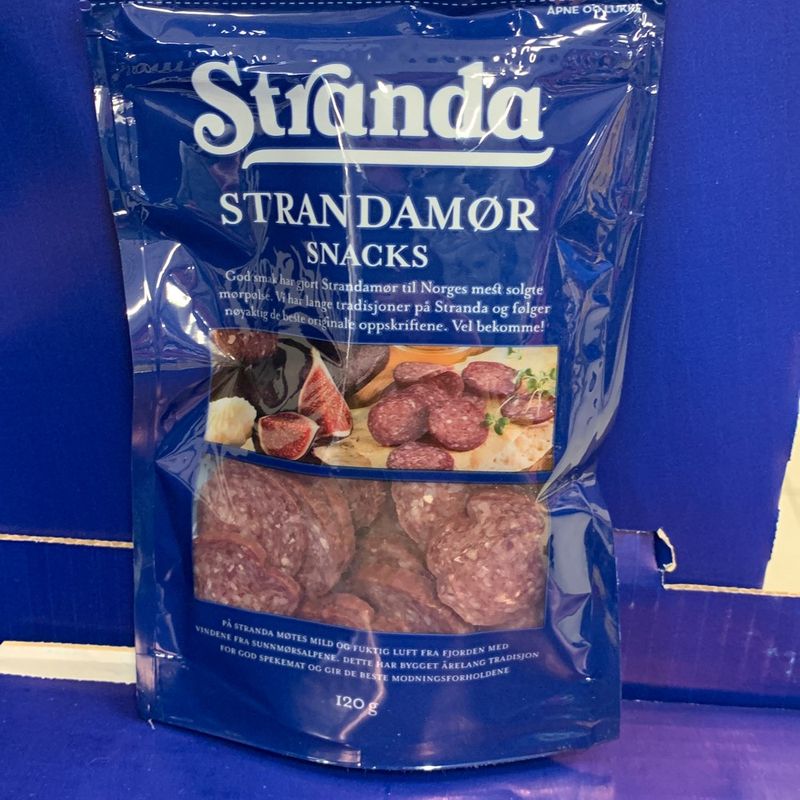 ÅPNE OG LUKKE
Stranda
STRANDAMØR
SNACKS
God smak har gjort Strandamør til Norges mest solgte
mørpølse. Vi har lange tradisjoner på Stranda og følger
nøyaktig de beste originale oppskriftene. Vel bekomme!
PÅ STRANDA MØTES MILD OG FUKTIG LUFT FRA FJORDEN MED
VINDENE FRA SUNNMØRSALPENE. DETTE HAR BYGGET ÅRELANG TRADISJON
FOR GOD SPEKEMAT OG GIR DE BESTE MODNINGSFORHOLDENE
120 g